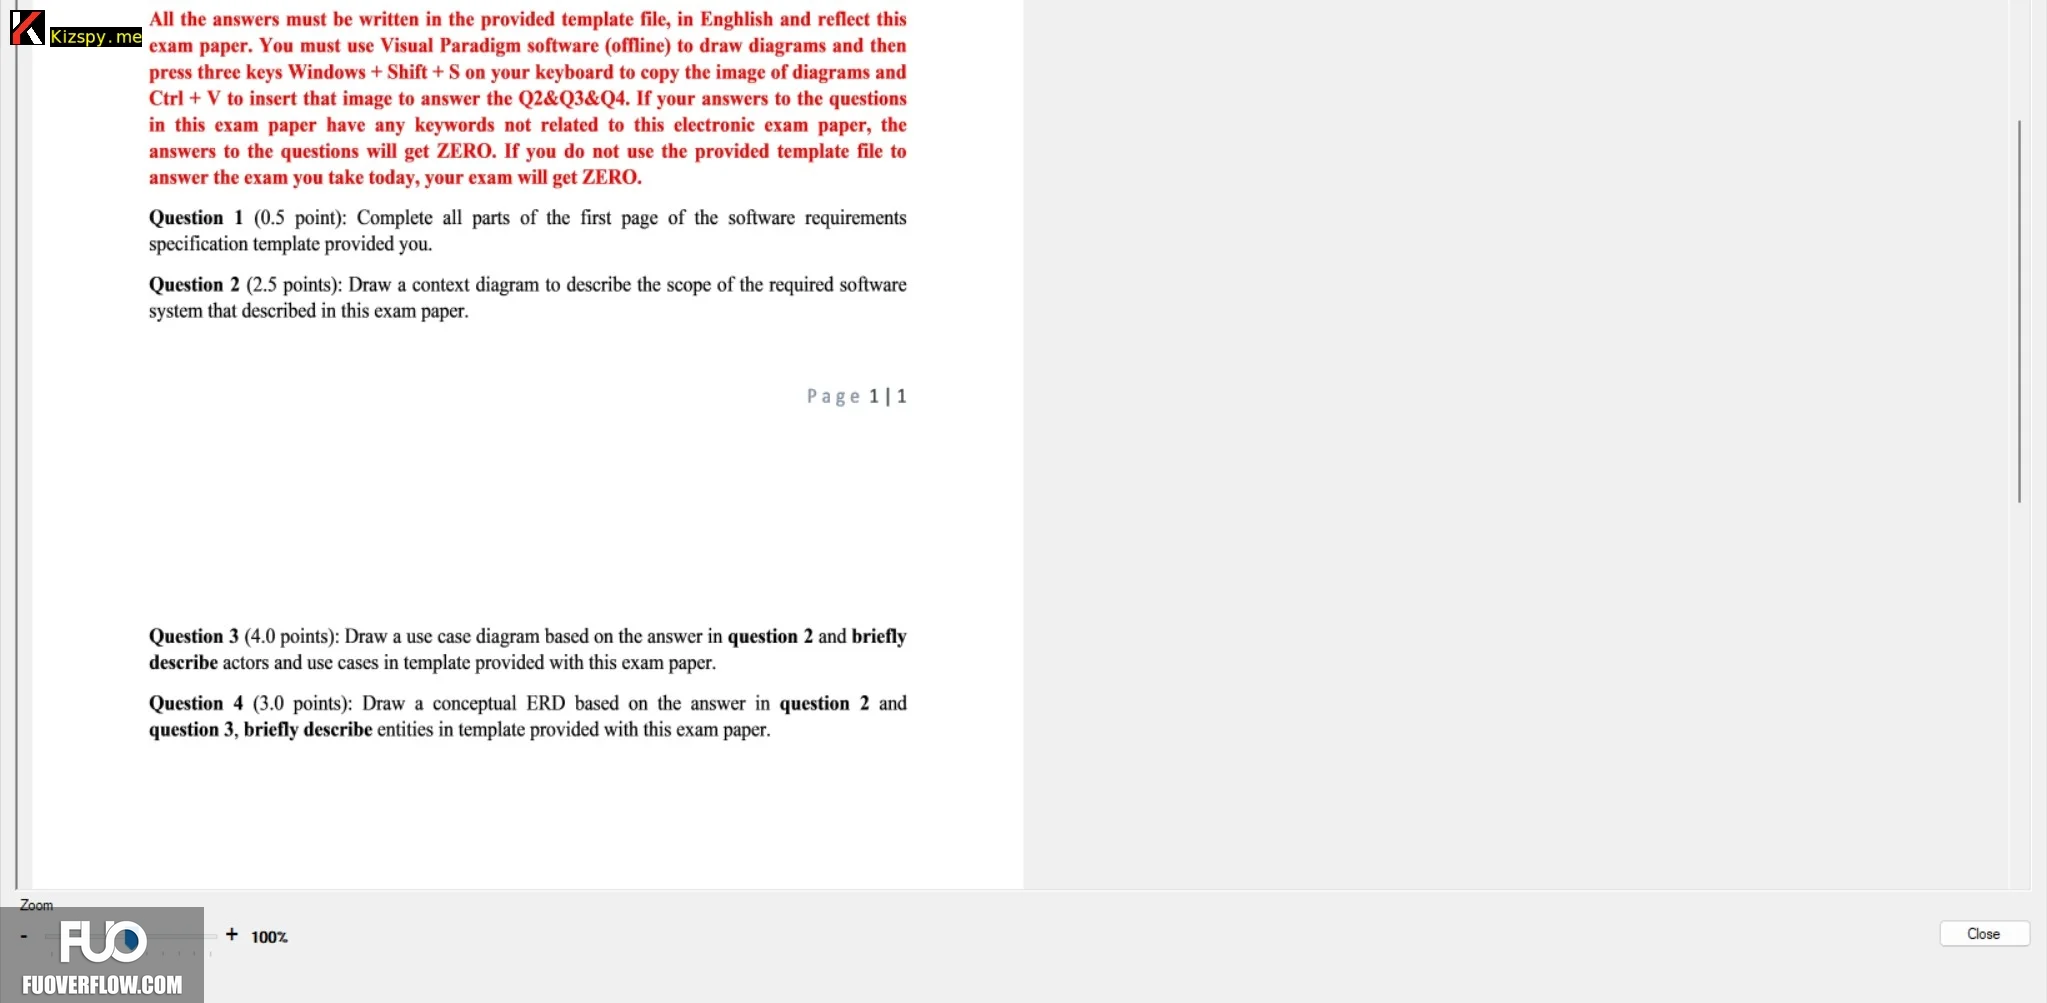 Kizspy.me
All the answers must be written in the provided template file, in Enghlish and reflect this
exam paper. You must use Visual Paradigm software (offline) to draw diagrams and then
press three keys Windows + Shift + S on your keyboard to copy the image of diagrams and
Ctrl + V to insert that image to answer the Q2&Q3&Q4. If your answers to the questions
in this exam paper have any keywords not related to this electronic exam paper, the
answers to the questions will get ZERO. If you do not use the provided template file to
answer the exam you take today, your exam will get ZERO.
Question 1 (0.5 point): Complete all parts of the first page of the software requirements
specification template provided you.
Question 2 (2.5 points): Draw a context diagram to describe the scope of the required software
system that described in this exam paper.
Page 1 | 1
Question 3 (4.0 points): Draw a use case diagram based on the answer in question 2 and briefly
describe actors and use cases in template provided with this exam paper.
Question 4 (3.0 points): Draw a conceptual ERD based on the answer in question 2 and
question 3, briefly describe entities in template provided with this exam paper.
Zoom
- + 100%
Close
FUO
FUOVERFLOW.COM